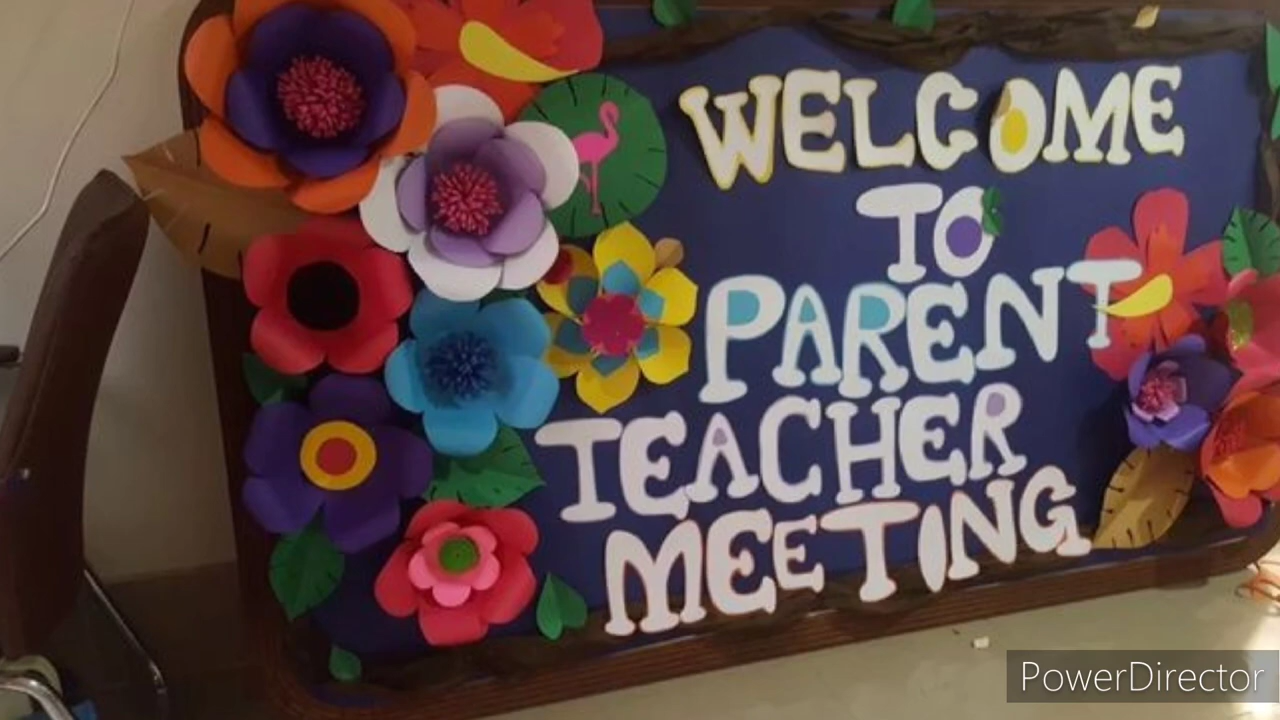 WELCOME
TO
PARENT
TEACHER
MEETING
PowerDirector